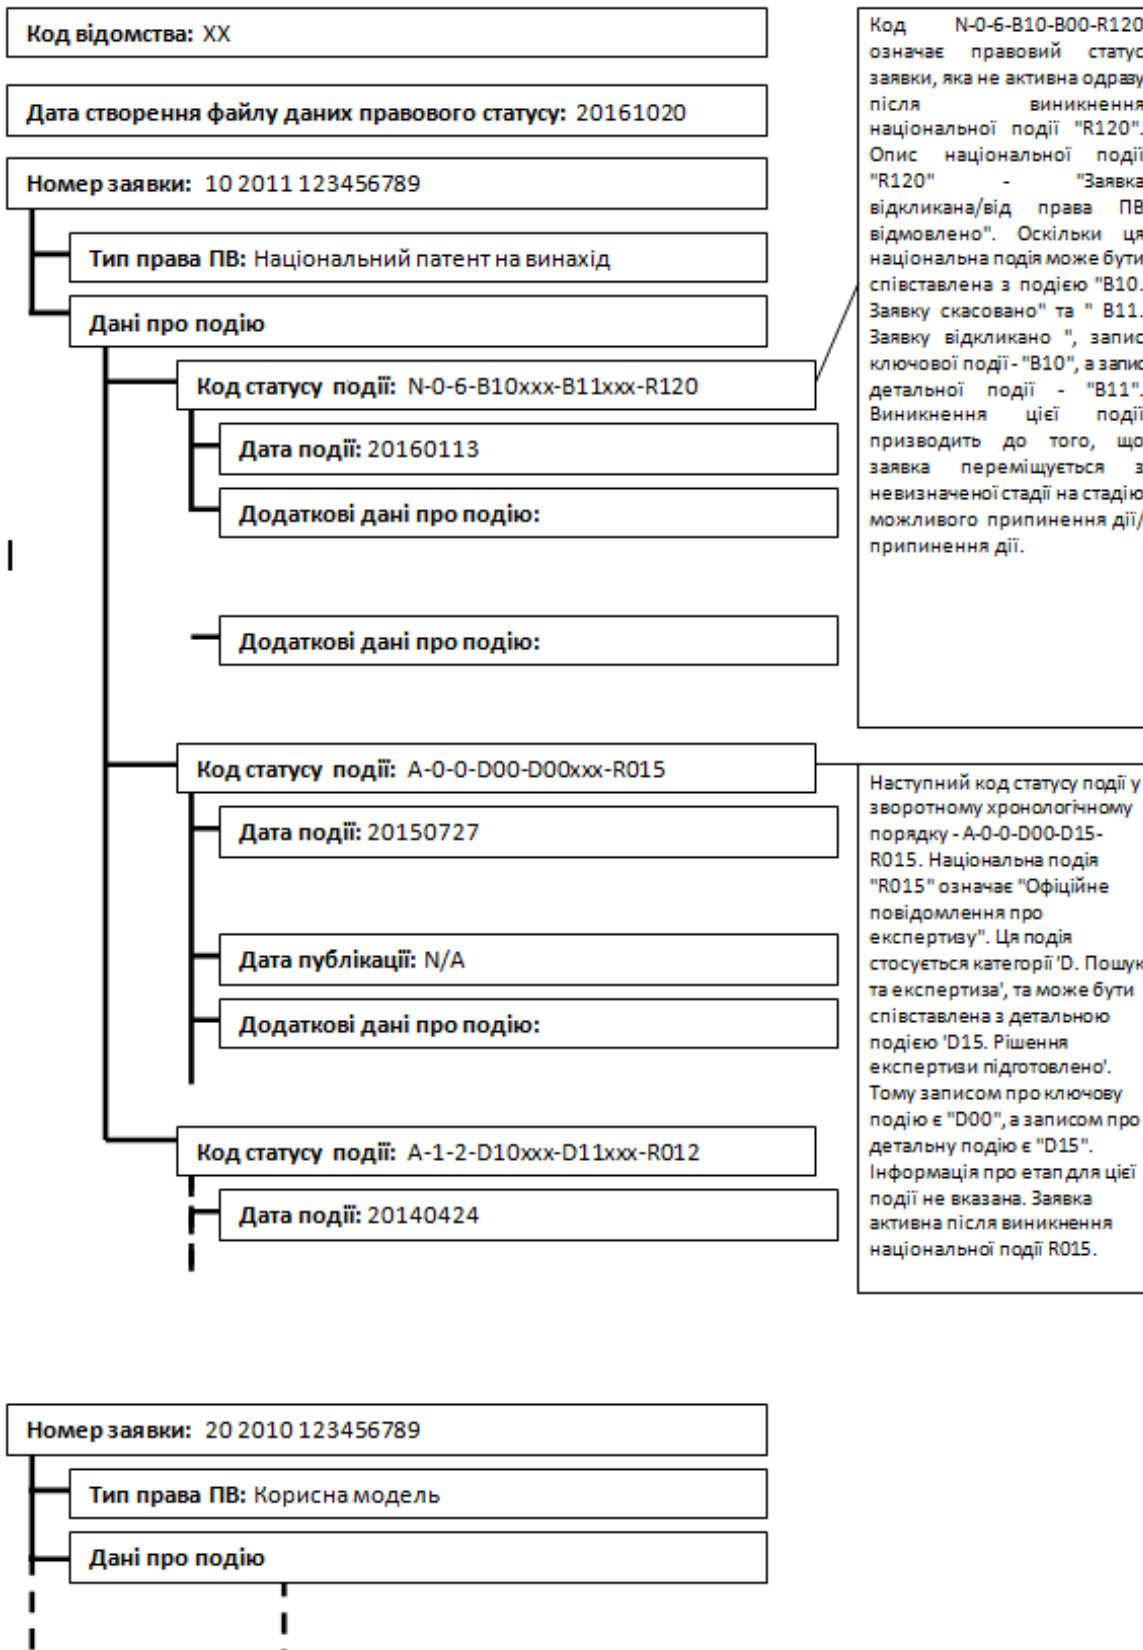 Код відомства: XX
Дата створення файлу даних правового статусу: 20161020
Номер заявки: 10 2011 123456789
Тип права ПВ: Національний патент на винахід
Дані про подію
Код статусу події: N-0-6-B10xxx-B11xxx-R120
Дата події: 20160113
Додаткові дані про подію:
Додаткові дані про подію:
Код статусу події: A-0-0-D00-D00xxx-R015
Дата події: 20150727
Дата публікації: N/A
Додаткові дані про подію:
Код статусу події: A-1-2-D10xxx-D11xxx-R012
Дата події: 20140424
Код N-0-6-B10-B00-R120
означає правовий статус
заявки, яка не активна одразу
після виникнення
національної події "R120".
Опис національної події
"R120" - "Заявка
відкликана/від права ПВ
відмовлено". Оскільки ця
національна подія може бути
співставлена з подією "B10.
Заявку скасовано" та " B11.
Заявку відкликано ", запис
ключової події - "B10", а запис
детальної події - "B11".
Виникнення цієї події
призводить до того, що
заявка переміщується з
невизначеної стадії на стадію
можливого припинення дії/
припинення дії.
Наступний код статусу події у
зворотному хронологічному
порядку - A-0-0-D00-D15-
R015. Національна подія
"R015" означає "Офіційне
повідомлення про
експертизу". Ця подія
стосується категорії 'D. Пошук
та експертиза', та може бути
співставлена з детальною
подією 'D15. Рішення
експертизи підготовлено'.
Тому записом про ключову
подію є "D00", а записом про
детальну подію є "D15".
Інформація про етап для цієї
події не вказана. Заявка
активна після виникнення
національної події R015.
Номер заявки: 20 2010 123456789
Тип права ПВ: Корисна модель
Дані про подію